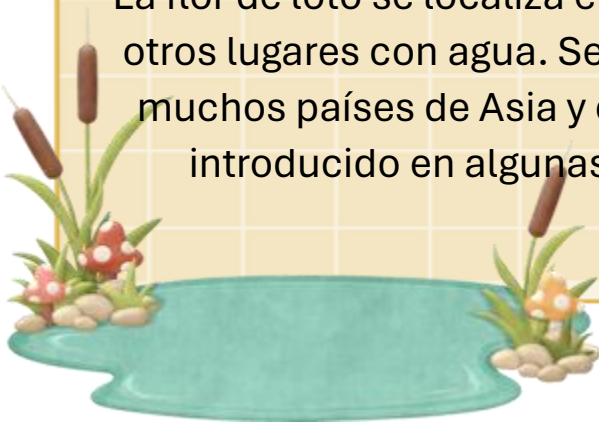 La flor de loto se localiza e
otros lugares con agua. Se
muchos países de Asia y
introducido en algunas